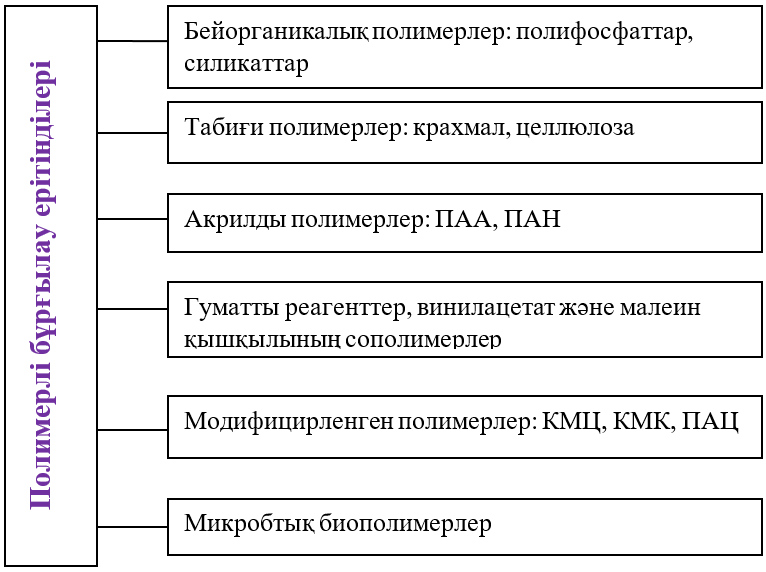 Полимерлі бұрғылау ерітінділері
Бейорганикалық полимерлер: полифосфаттар,
силикаттар
Табиғи полимерлер: крахмал, целлюлоза
Акрилды полимерлер: ПАА, ПАН
Гуматты реагенттер, винилацетат және малеин
қышқылының сополимерлер
Модифицирленген полимерлер: КМЦ, КМК, ПАЦ
Микробтық биополимерлер